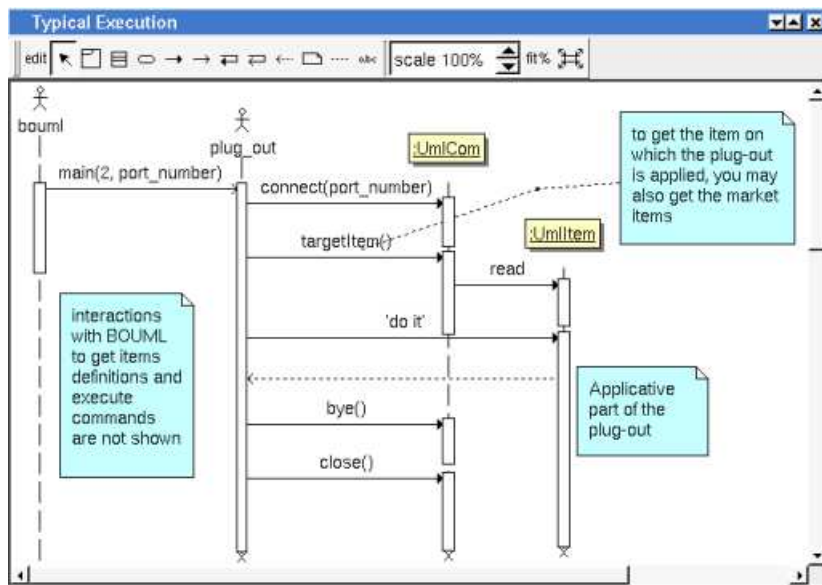 Typical Execution
edit
abc
scale 100%
fit%
bouml
plug_out
:UmlCom
to get the item on
which the plug-out
is applied, you may
also get the market
items
main(2, port_number)
connect(port_number)
targetItem()
:UmlItem
read
interactions
with BOUML
to get items
definitions and
execute
commands
are not shown
'do it'
Applicative
part of the
plug-out
bye()
close()